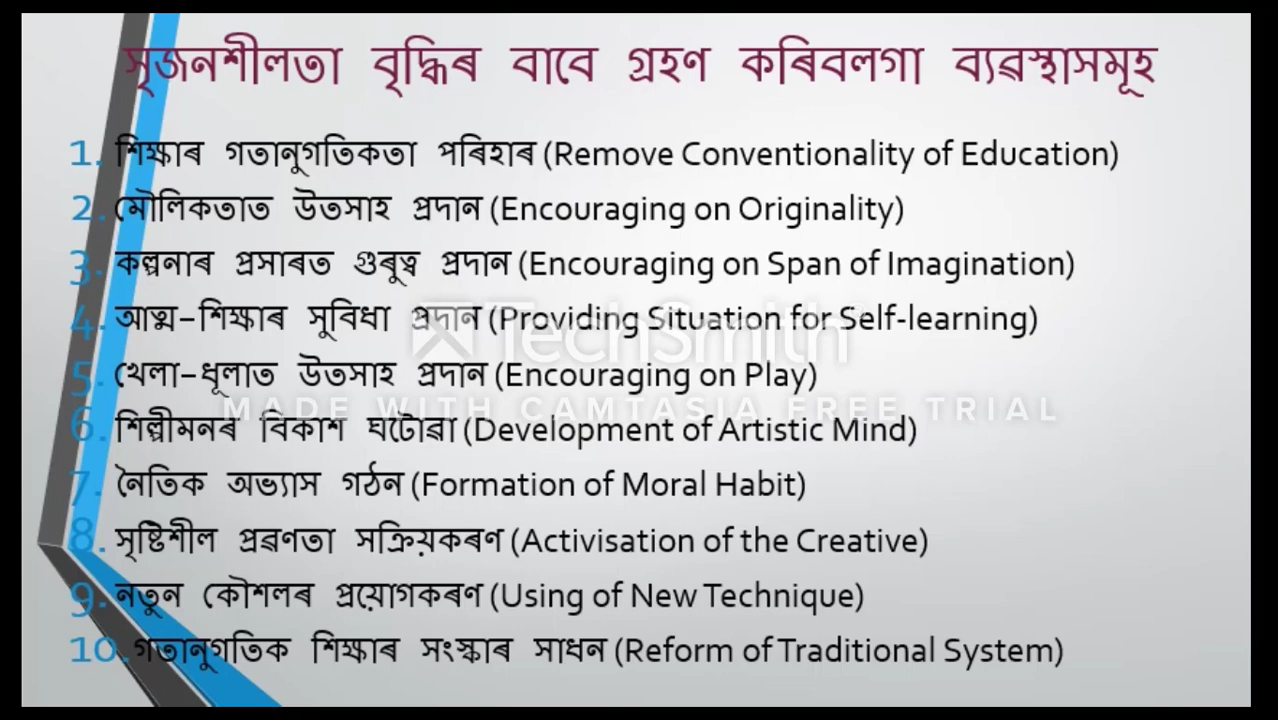 সৃজনশীলতা বৃদ্ধিৰ বাবে গ্ৰহণ কৰিবলগা ব্যৱস্থাসমূহ
1. শিক্ষাৰ গতানুগতিকতা পৰিহাৰ (Remove Conventionality of Education)
2. মৌলিকতাত উতসাহ প্ৰদান (Encouraging on Originality)
3. কল্পনাৰ প্ৰসাৰত গুৰুত্ব প্ৰদান (Encouraging on Span of Imagination)
4. আত্ম-শিক্ষাৰ সুবিধা প্ৰদান (Providing Situation for Self-learning)
TechSmith
5. খেলা-ধূলাত উতসাহ প্ৰদান (Encouraging on Play)
MADE WITH CAMTASIA FREE TRIAL
6. শিল্পীমনৰ বিকাশ ঘটোৱা (Development of Artistic Mind)
7. নৈতিক অভ্যাস গঠন (Formation of Moral Habit)
8. সৃষ্টিশীল প্ৰৱণতা সক্ৰিয়কৰণ (Activisation of the Creative)
9. নতুন কৌশলৰ প্ৰয়োগকৰণ (Using of New Technique)
10. গতানুগতিক শিক্ষাৰ সংস্কাৰ সাধন (Reform of Traditional System)